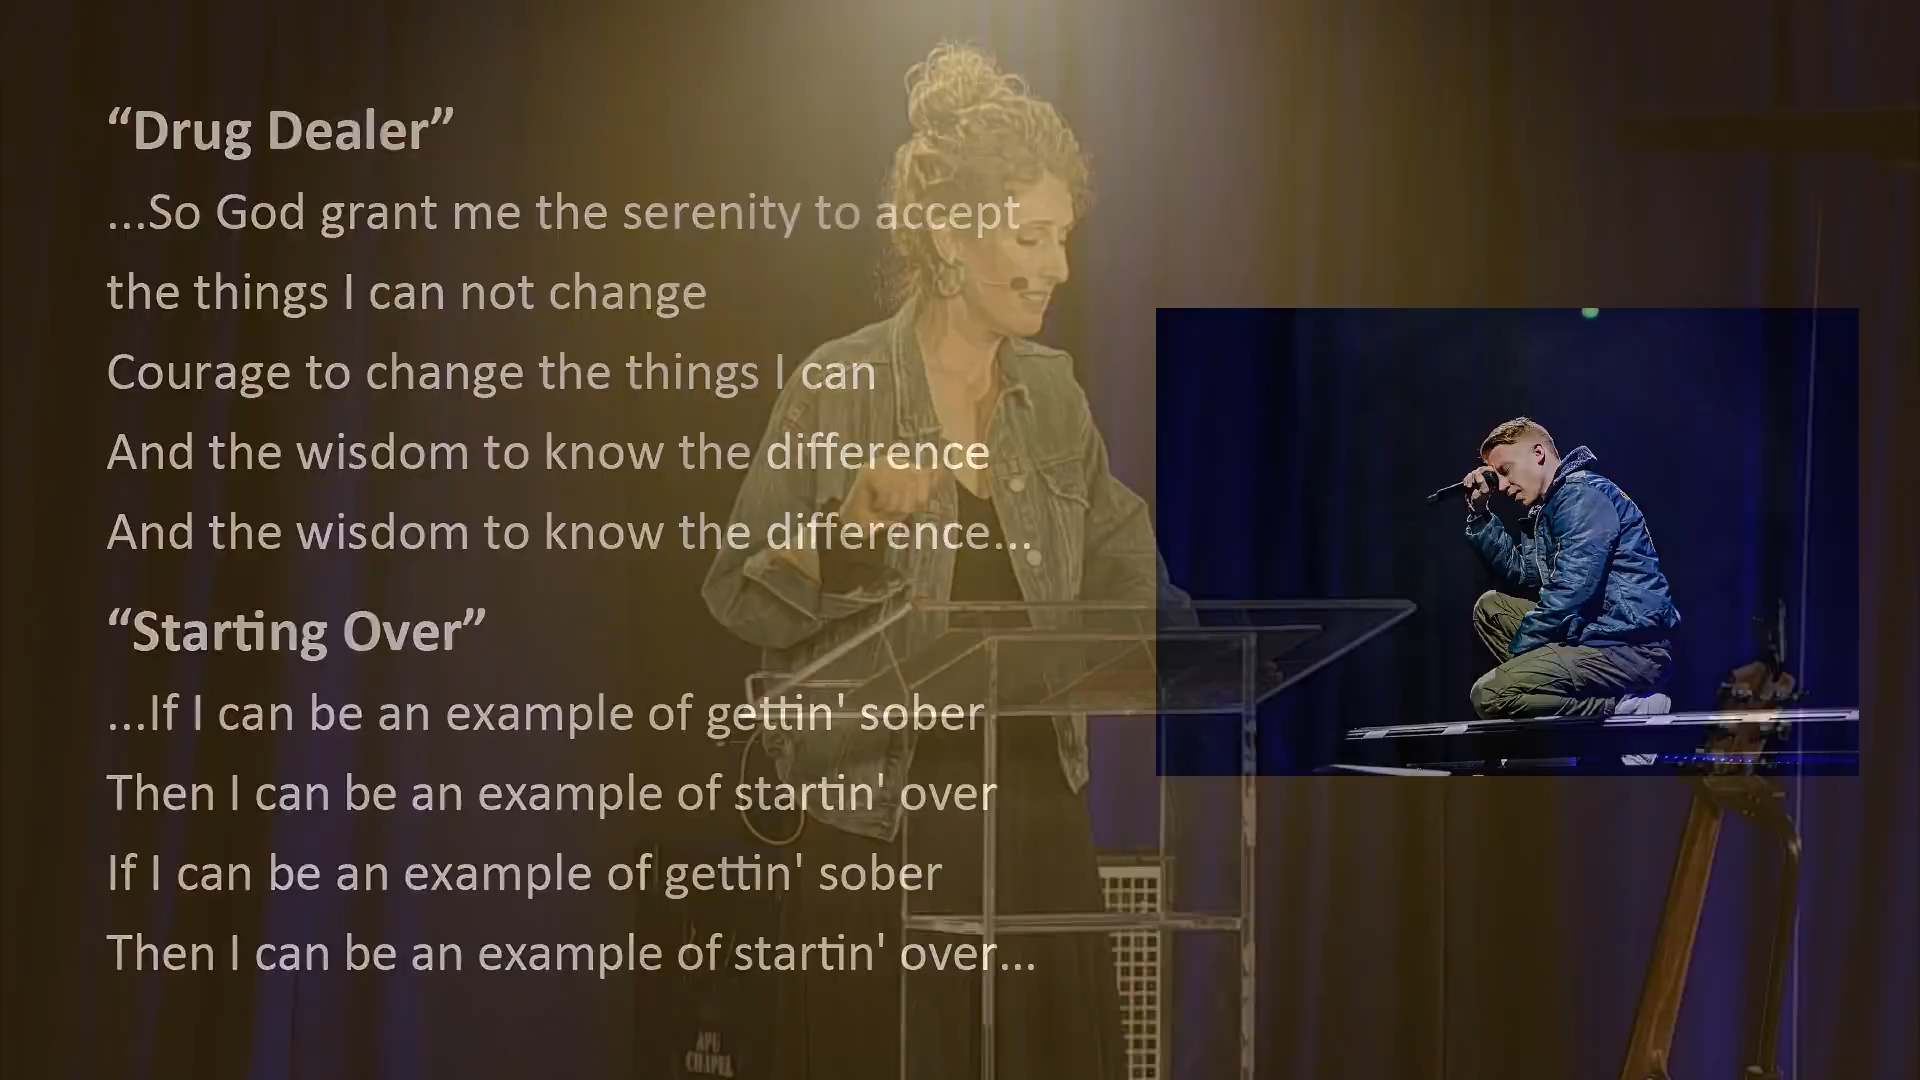 “Drug Dealer”
...So God grant me the serenity to accept
the things I can not change
Courage to change the things I can
And the wisdom to know the difference
And the wisdom to know the difference...
“Starting Over”
...If I can be an example of gettin' sober
Then I can be an example of startin' over
If I can be an example of gettin' sober
Then I can be an example of startin' over...
APU
CHAPEL